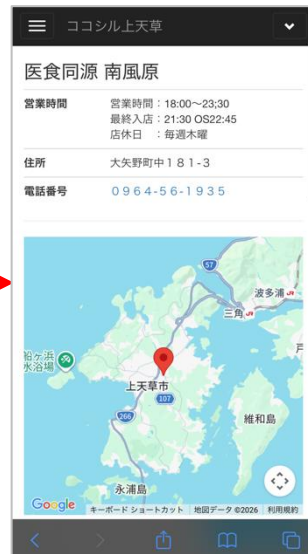 ココシル上天草
医食同源 南風原
営業時間 営業時間：18:00〜23;30
最終入店：21:30 OS22:45
店休日 ：毎週木曜
住所 大矢野町中１８１-３
電話番号 ０９６４-５６-１９３５
57
波多浦
三角
戸
船ヶ浜
水浴場
上天草市
107
266
維和島
永浦島
Google キーボード ショートカット 地図データ ©2026 利用規約